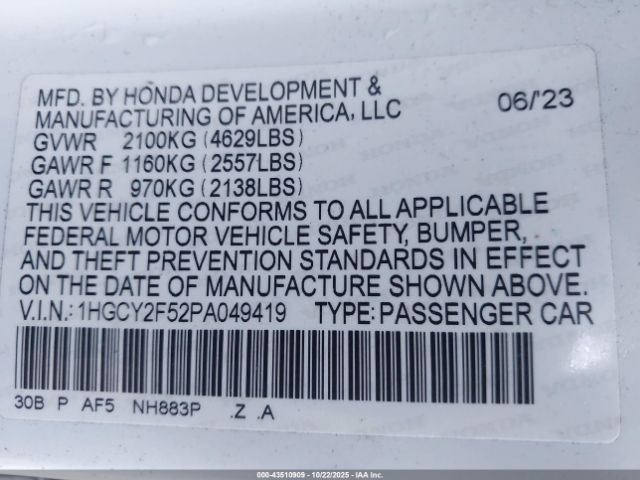 MFD. BY HONDA DEVELOPMENT &
MANUFACTURING OF AMERICA, LLC 06/'23
GVWR 2100KG (4629LBS)
GAWR F 1160KG (2557LBS)
GAWR R 970KG (2138LBS)
THIS VEHICLE CONFORMS TO ALL APPLICABLE
FEDERAL MOTOR VEHICLE SAFETY, BUMPER,
AND THEFT PREVENTION STANDARDS IN EFFECT
ON THE DATE OF MANUFACTURE SHOWN ABOVE.
V.I.N.: 1HGCY2F52PA049419 TYPE: PASSENGER CAR
30B P AF5 NH883P .Z .A
000-43510909 | 10/22/2025 | IAA Inc.